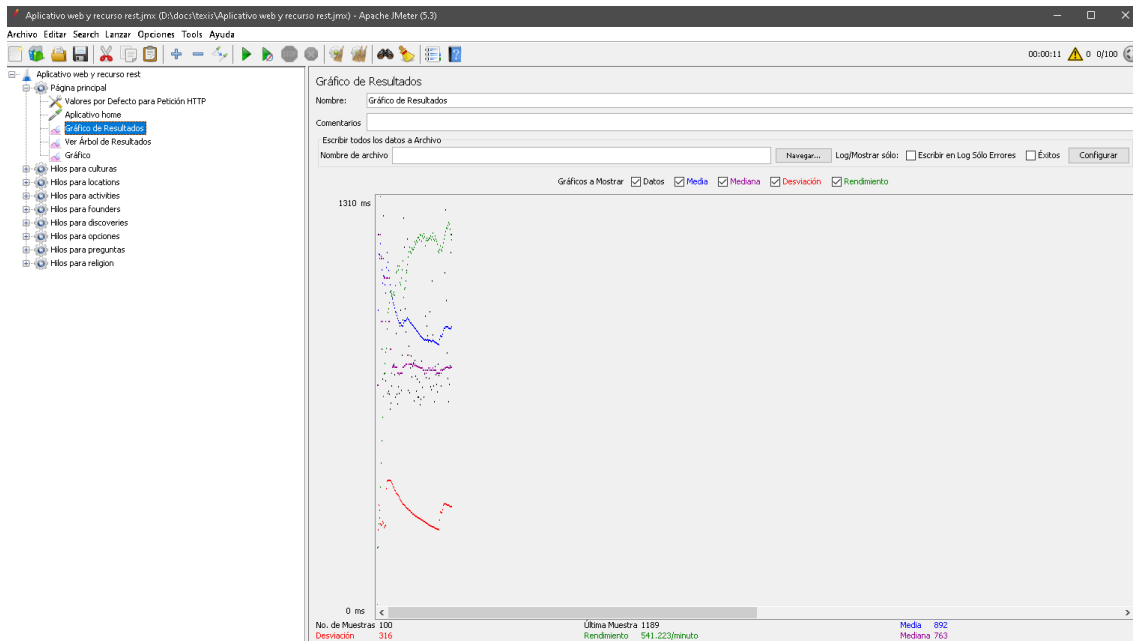 Aplicativo web y recurso rest.jmx (D:\docs\texis\Aplicativo web y recurso rest.jmx) - Apache JMeter (5.3)
Archivo Editar Search Lanzar Opciones Tools Ayuda
00:00:11 0 0/100
Aplicativo web y recurso rest
Página principal
Valores por Defecto para Petición HTTP
Aplicativo home
Gráfico de Resultados
Ver Árbol de Resultados
Gráfico
Hilos para culturas
Hilos para locations
Hilos para activities
Hilos para founders
Hilos para discoveries
Hilos para opciones
Hilos para preguntas
Hilos para religion
Gráfico de Resultados
Nombre: Gráfico de Resultados
Comentarios
Escribir todos los datos a Archivo
Nombre de archivo Navegar... Log/Mostrar sólo: Escribir en Log Sólo Errores Éxitos Configurar
Gráficos a Mostrar Datos Media Mediana Desviación Rendimiento
1310 ms
0 ms
No. de Muestras 100 Última Muestra 1189 Media 892
Desviación 316 Rendimiento 541.223/minuto Mediana 763